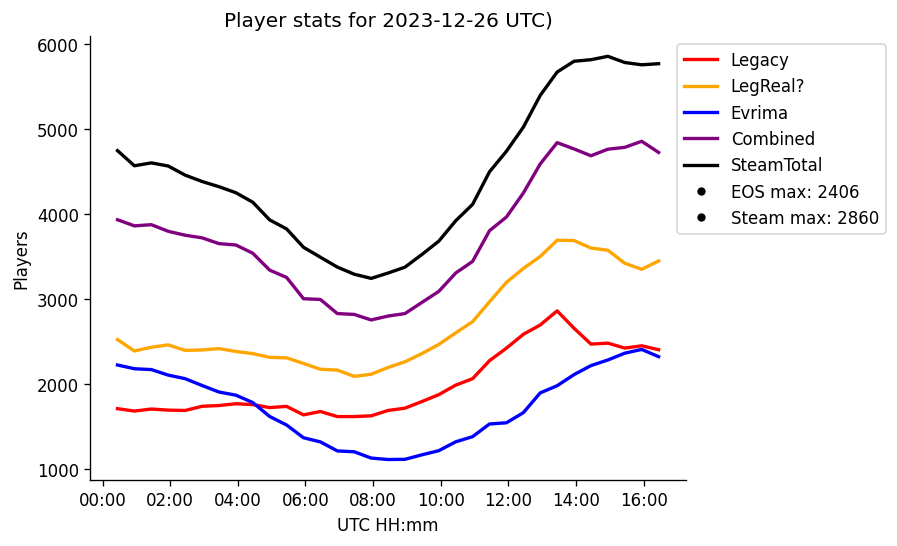 Player stats for 2023-12-26 UTC)
6000
5000
4000
3000
2000
1000
Players
00:00 02:00 04:00 06:00 08:00 10:00 12:00 14:00 16:00
UTC HH:mm
Legacy
LegReal?
Evrima
Combined
SteamTotal
EOS max: 2406
Steam max: 2860